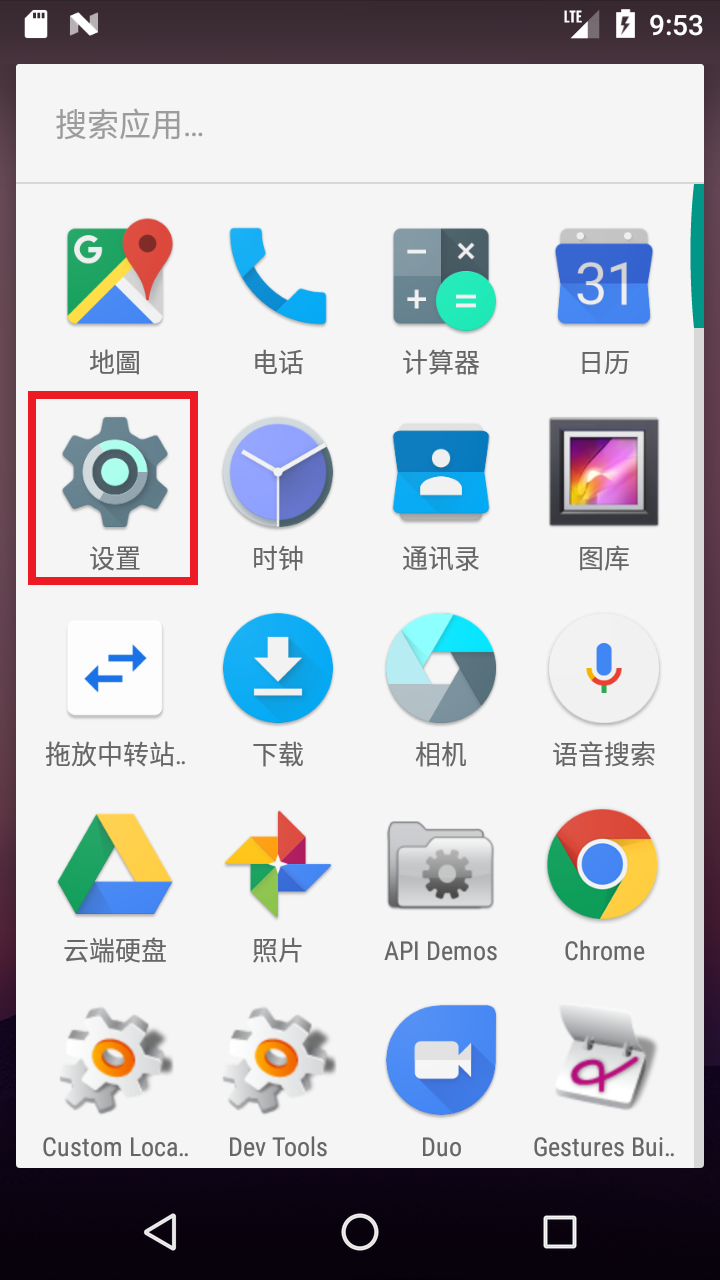 LTE 9:53
搜索应用...
G 31
地圖 电话 计算器 日历
设置 时钟 通讯录 图库
拖放中转站.. 下载 相机 语音搜索
云端硬盘 照片 API Demos Chrome
Custom Loca.. Dev Tools Duo Gestures Bui..